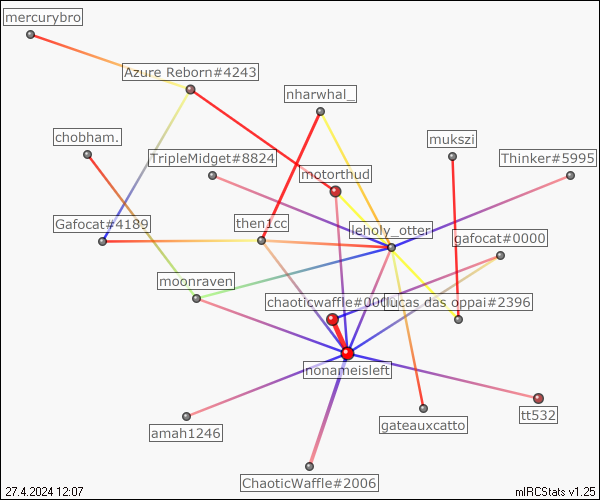 mercurybro
Azure Reborn#4243
nharwhal_
chobham.
mukszi
TripleMidget#8824
Thinker#5995
motorthud
Gafocat#4189
then1cc
leholy_otter
gafocat#0000
moonraven
chaoticwaffle#00
lucas das oppai#2396
nonameisleft
amah1246
gateauxcatto
tt532
ChaoticWaffle#2006
27.4.2024 12:07
mIRCStats v1.25